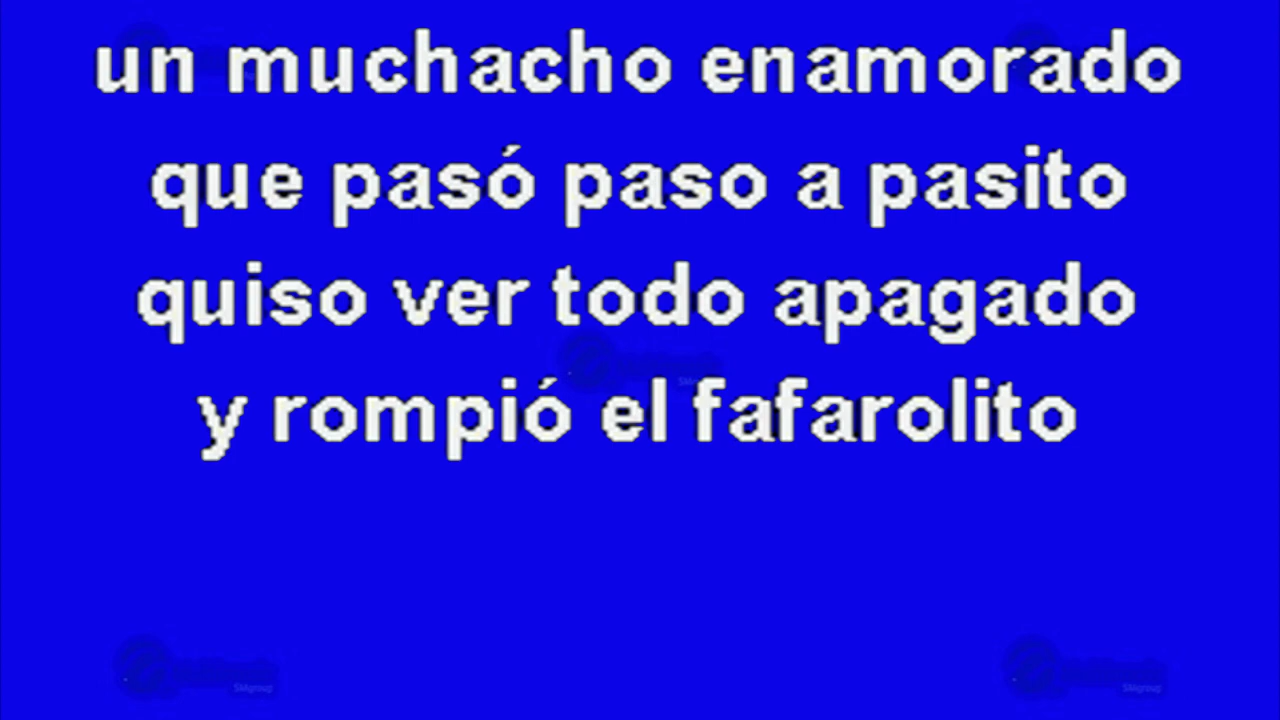 un muchacho enamorado
que pasó paso a pasito
quiso ver todo apagado
y rompió el fafarolito